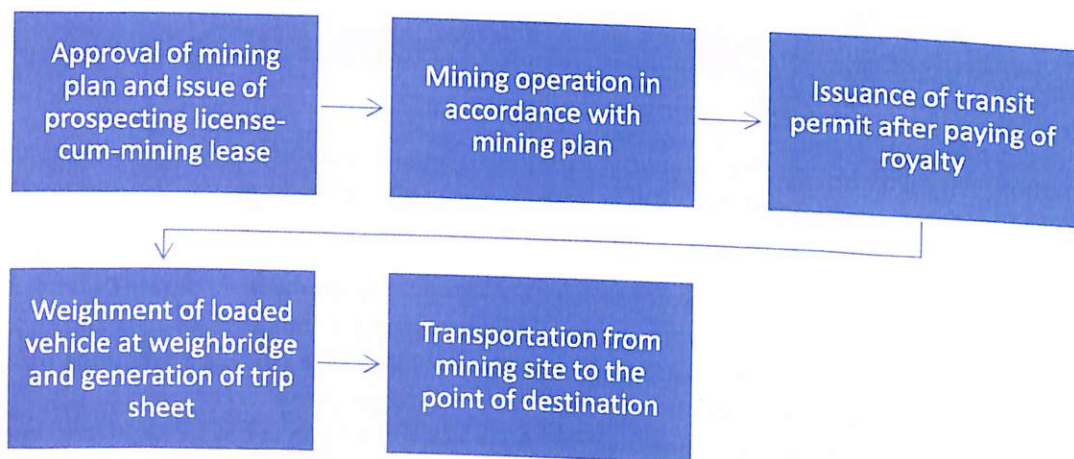 Approval of mining
plan and issue of
prospecting license-
cum-mining lease
Mining operation in
accordance with
mining plan
Issuance of transit
permit after paying of
royalty
Weighment of loaded
vehicle at weighbridge
and generation of trip
sheet
Transportation from
mining site to the
point of destination